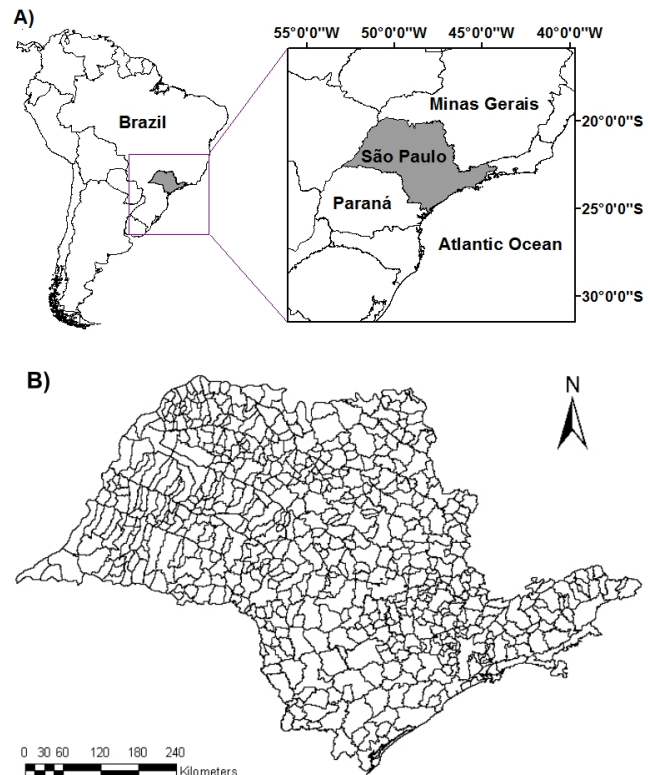 A)
55°0'0"W 50°0'0"W 45°0'0"W 40°0'0"W
Brazil
Minas Gerais
20°0'0"S
São Paulo
Paraná
25°0'0"S
Atlantic Ocean
30°0'0"S
B)
N
0 30 60 120 180 240
Kilometers